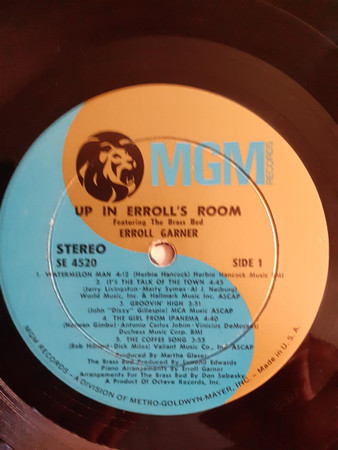 MGM
RECORDS
UP IN ERROLL'S ROOM
Featuring The Brass Bed
ERROLL GARNER
STEREO
SE 4520
SIDE 1
1. WATERMELON MAN 4:12 (Herbie Hancock) Herbie Hancock Music BMI
2. IT'S THE TALK OF THE TOWN 4:45
(Jerry Livingston - Marty Symes - Al J. Neiburg)
World Music, Inc. & Hallmark Music Inc. ASCAP
3. GROOVIN' HIGH 3:51
(John "Dizzy" Gillespie) MCA Music ASCAP
4. THE GIRL FROM IPANEMA 4:40
(Norman Gimbel - Antonio Carlos Jobim - Vinicius DeMoraes)
Duchess Music Corp. BMI
5. THE COFFEE SONG 3:55
(Bob Hilliard - Dick Miles) Valiant Music Co., Inc. ASCAP
Produced By Martha Glaser
The Brass Bed Produced By Edwards
Piano Arrangements By Erroll Garner
Arrangements For The Brass Bed By Don Sebesky
A Product Of Octave Records, Inc.
MGM RECORDS - A DIVISION OF METRO-GOLDWYN-MAYER, INC. - Made in U.S.A.